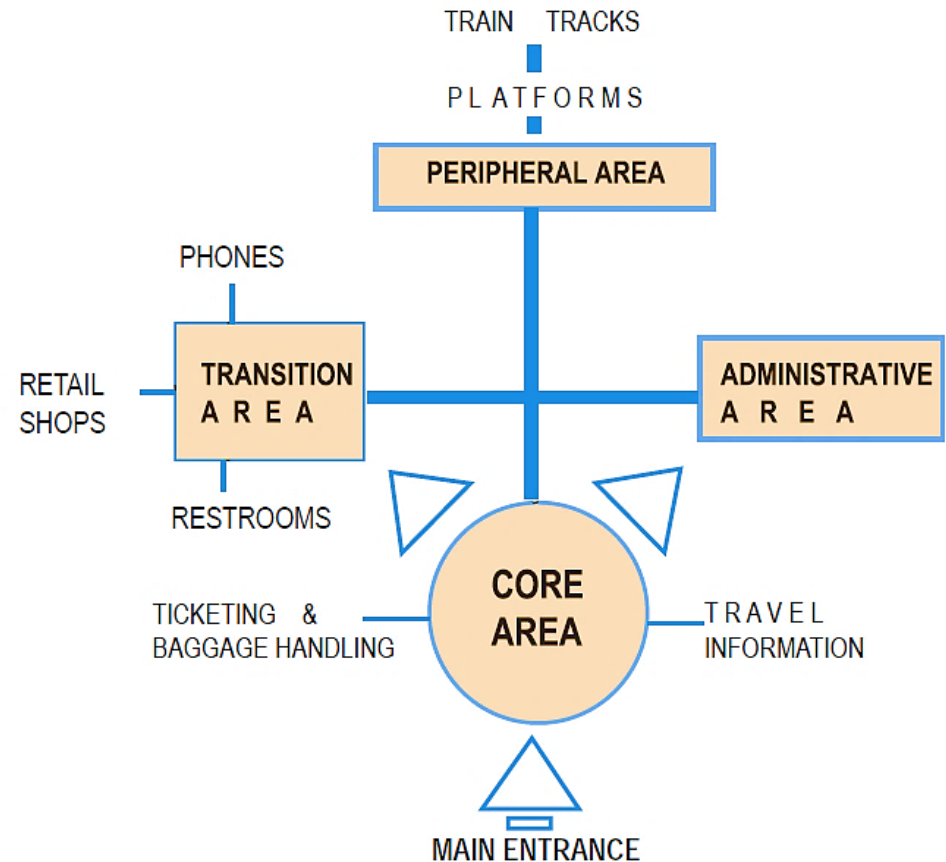 TRAIN TRACKS
PLATFORMS
PERIPHERAL AREA
PHONES
RETAIL
SHOPS
TRANSITION
AREA
RESTROOMS
ADMINISTRATIVE
AREA
CORE
AREA
TICKETING &
BAGGAGE HANDLING
TRAVEL
INFORMATION
MAIN ENTRANCE